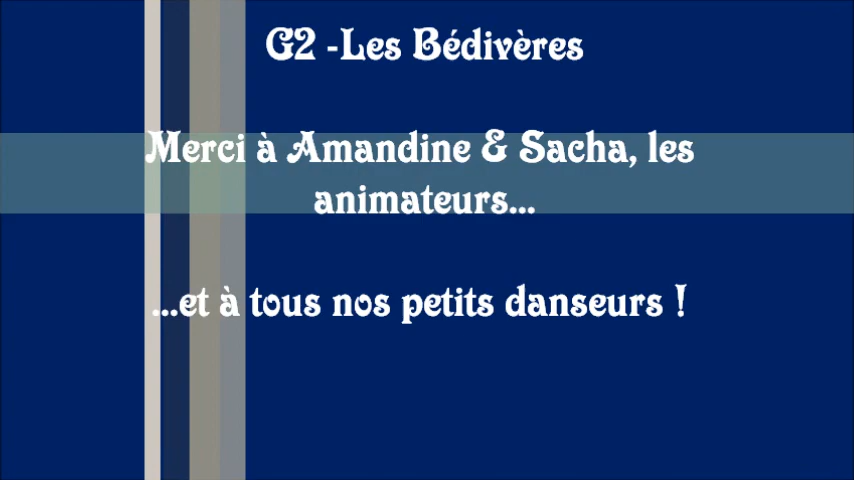 G2 -Les Bédivères
Merci à Amandine & Sacha, les
animateurs...
...et à tous nos petits danseurs !